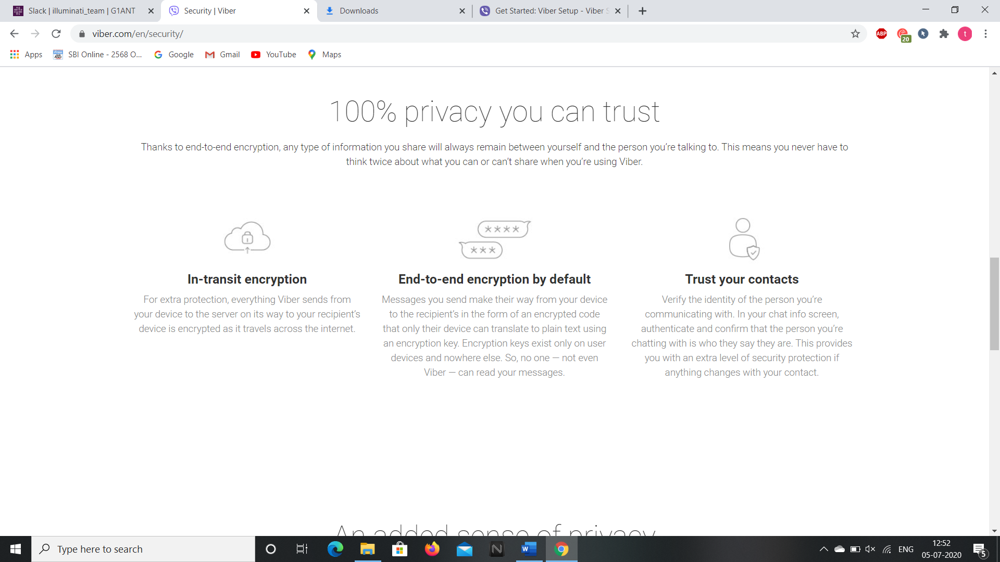 Slack | illuminati_team | G1ANT
Security | Viber
Downloads
Get Started: Viber Setup - Viber S
viber.com/en/security/
ABP
20
t
Apps
SBI Online - 2568 O...
Google
Gmail
YouTube
Maps
100% privacy you can trust
Thanks to end-to-end encryption, any type of information you share will always remain between yourself and the person you’re talking to. This means you never have to
think twice about what you can or can’t share when you’re using Viber.
In-transit encryption
For extra protection, everything Viber sends from
your device to the server on its way to your recipient’s
device is encrypted as it travels across the internet.
****
***
End-to-end encryption by default
Messages you send make their way from your device
to the recipient’s in the form of an encrypted code
that only their device can translate to plain text using
an encryption key. Encryption keys exist only on user
devices and nowhere else. So, no one — not even
Viber — can read your messages.
Trust your contacts
Verify the identity of the person you’re
communicating with. In your chat info screen,
authenticate and confirm that the person you’re
chatting with is who they say they are. This provides
you with an extra level of security protection if
anything changes with your contact.
An added sense of privacy
Type here to search
N
W
ENG
12:52
05-07-2020
5